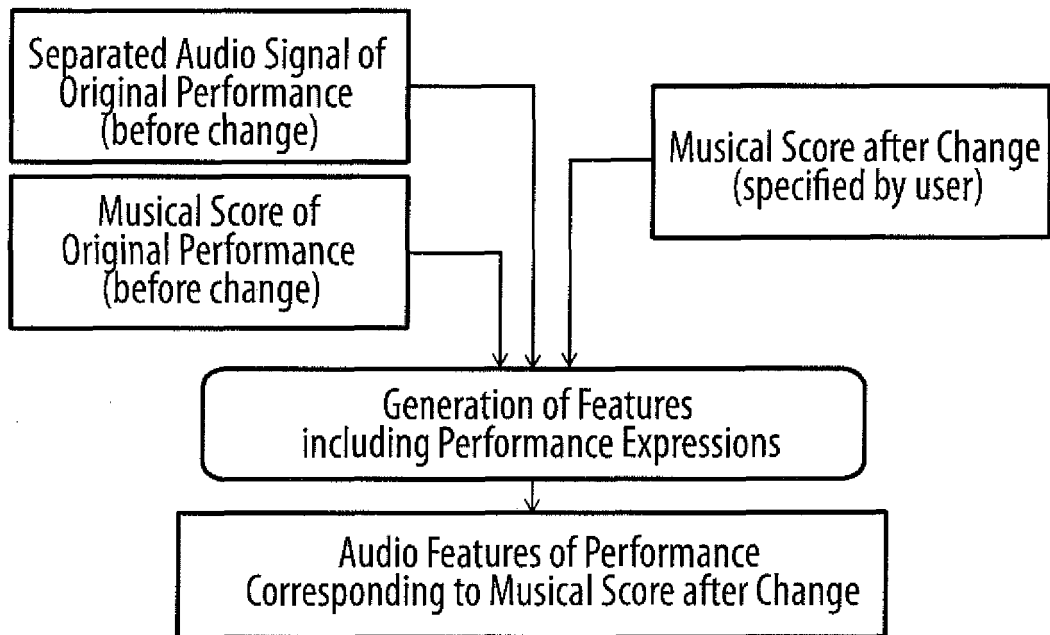 Separated Audio Signal of
Original Performance
(before change)
Musical Score of
Original Performance
(before change)
Musical Score after Change
(specified by user)
Generation of Features
including Performance Expressions
Audio Features of Performance
Corresponding to Musical Score after Change